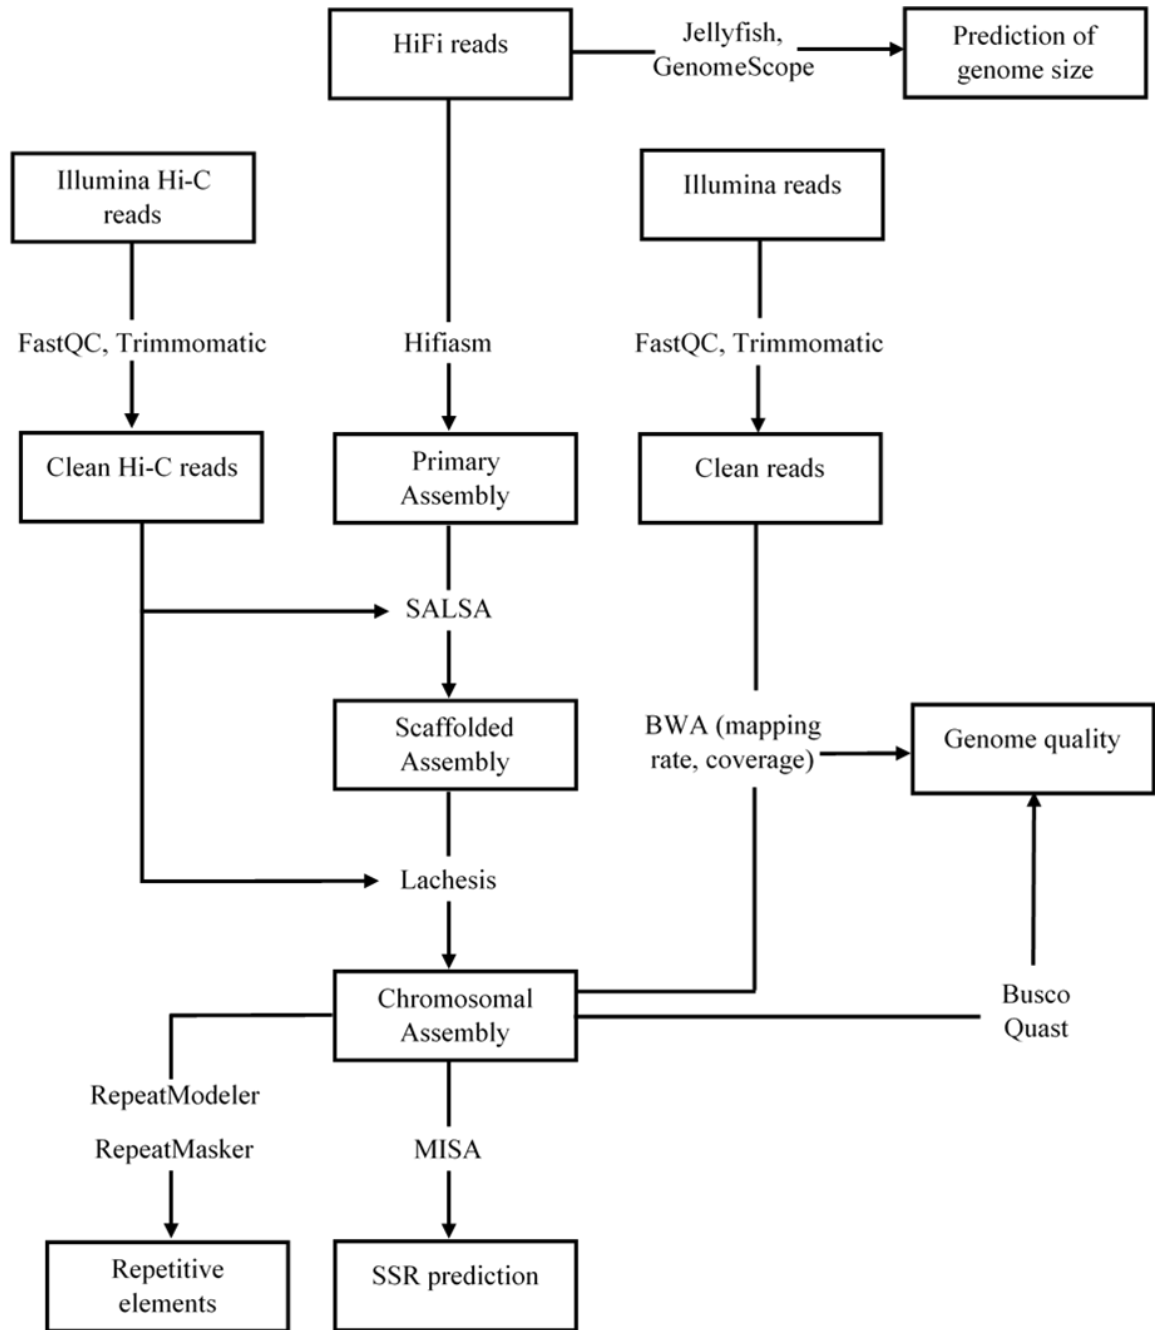 HiFi reads
Jellyfish,
GenomeScope
Prediction of
genome size
Illumina Hi-C
reads
Illumina reads
FastQC, Trimmomatic
Hifiasm
FastQC, Trimmomatic
Clean Hi-C reads
Primary
Assembly
Clean reads
SALSA
Scaffolded
Assembly
BWA (mapping
rate, coverage)
Genome quality
Lachesis
Chromosomal
Assembly
Busco
Quast
RepeatModeler
RepeatMasker
MISA
Repetitive
elements
SSR prediction